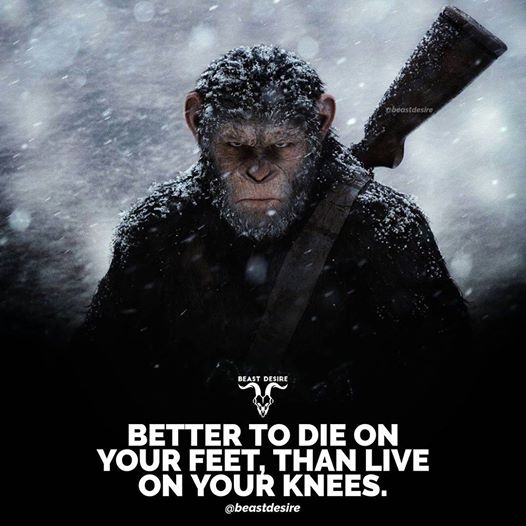 @beastdesire
BEAST DESIRE
BETTER TO DIE ON
YOUR FEET, THAN LIVE
ON YOUR KNEES.
@beastdesire